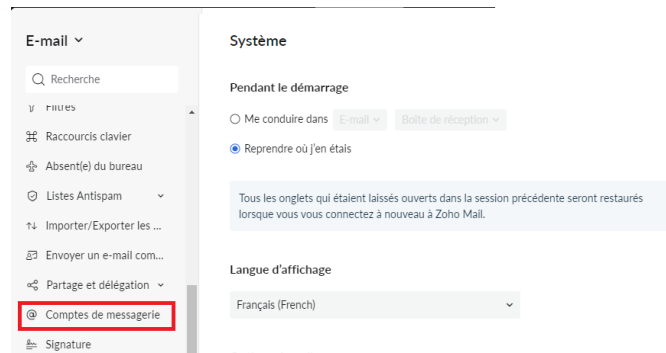 E-mail
Système
Recherche
Pendant le démarrage
Filtres
Me conduire dans E-mail Boîte de réception
Raccourcis clavier
Reprendre où j'en étais
Absent(e) du bureau
Listes Antispam
Tous les onglets qui étaient laissés ouverts dans la session précédente seront restaurés
lorsque vous vous connectez à nouveau à Zoho Mail.
Importer/Exporter les ...
Envoyer un e-mail com...
Langue d'affichage
Partage et délégation
Français (French)
Comptes de messagerie
Signature